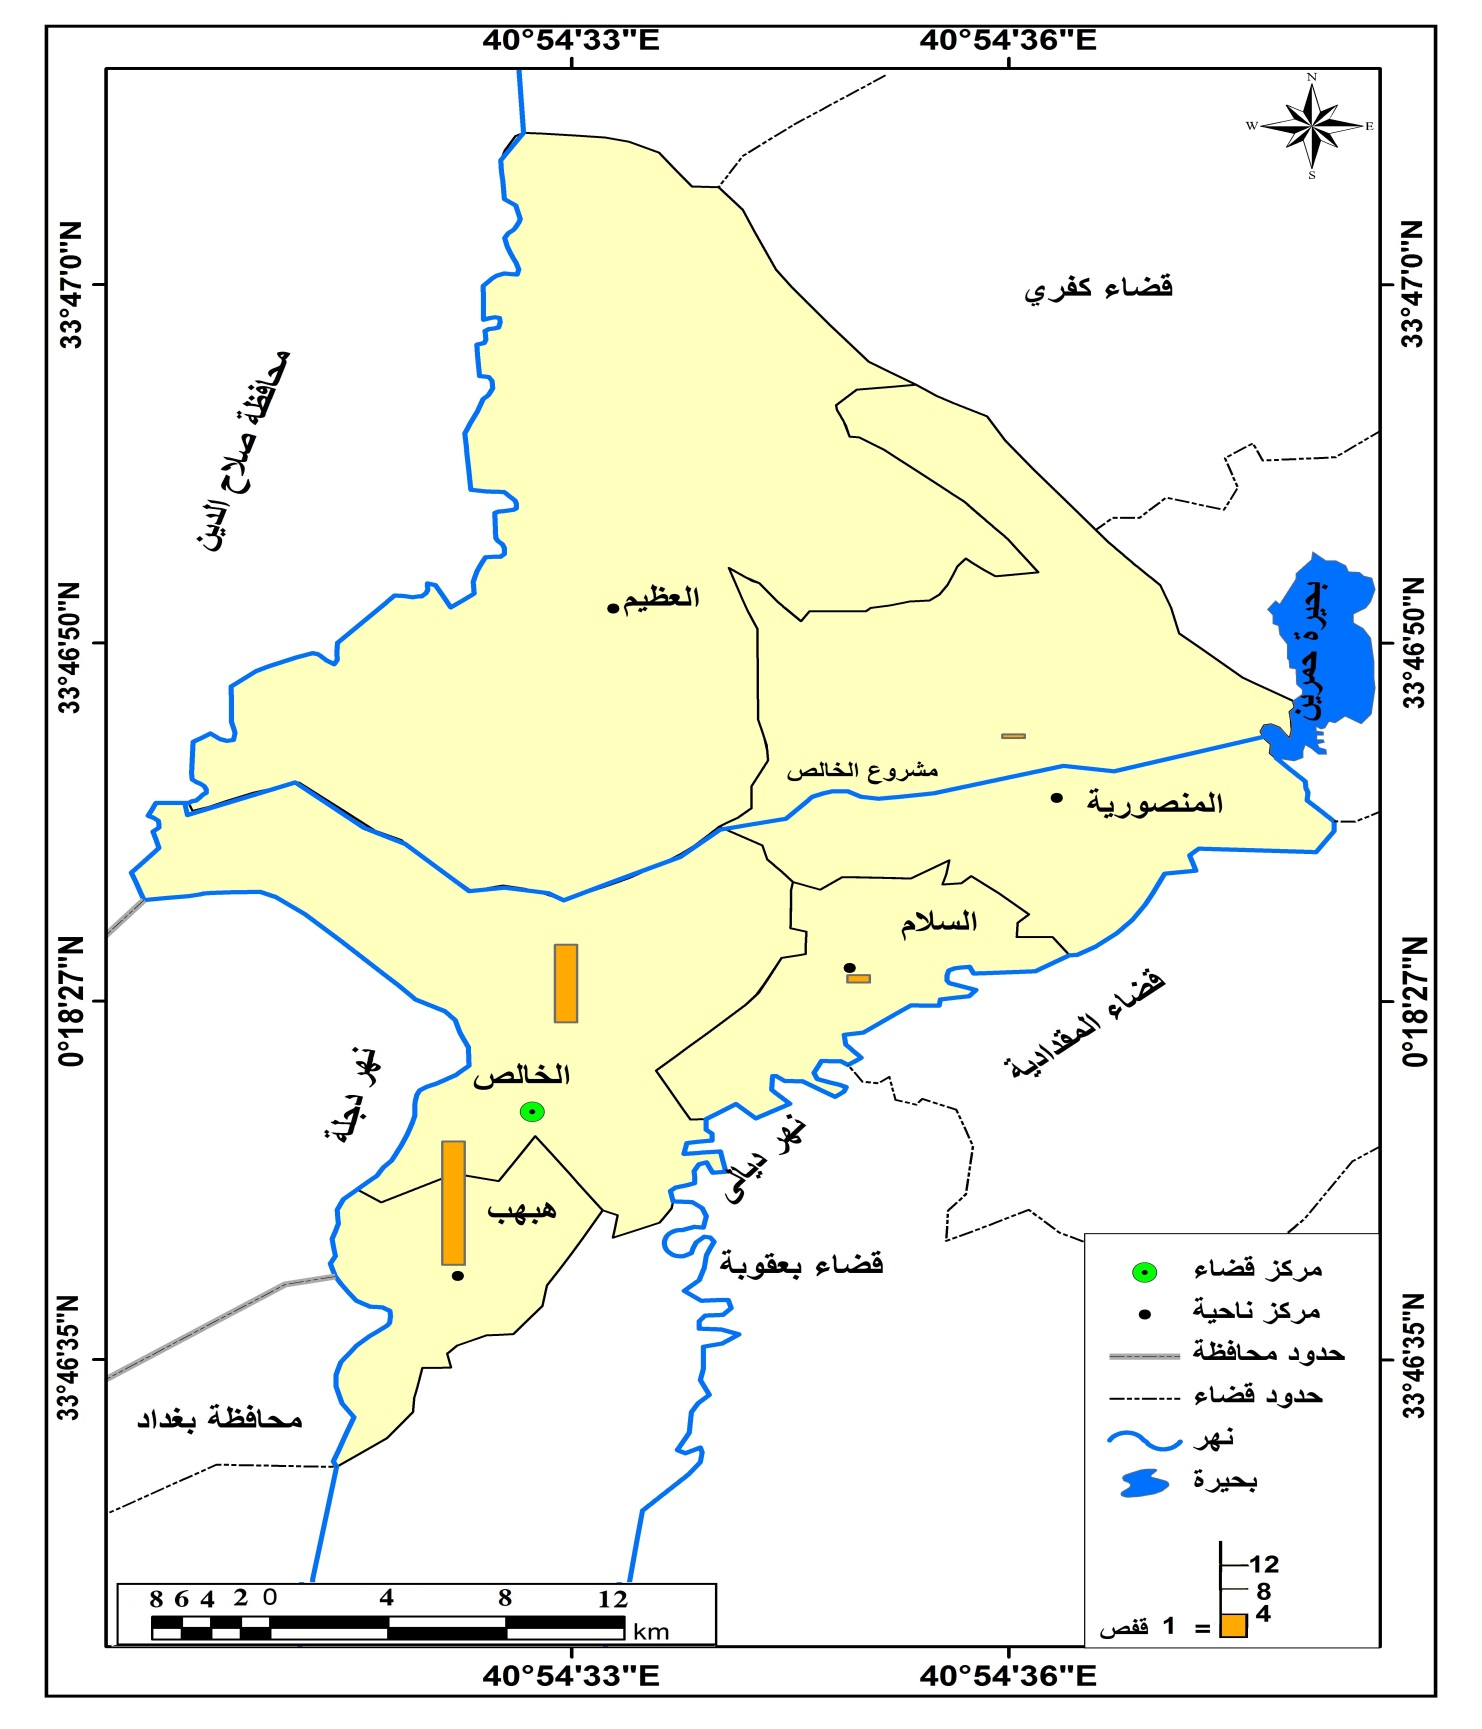 40°54'33"E
40°54'36"E
N
W
E
S
33°47'0"N
33°47'0"N
قضاء كفري
محافظة صلاح الدين
33°46'50"N
33°46'50"N
بحيرة حمرين
العظيم
مشروع الخالص
المنصورية
السلام
0°18'27"N
0°18'27"N
قضاء المقدادية
الخالص
نهر دجلة
نهر ديالى
هبهب
قضاء بعقوبة
33°46'35"N
33°46'35"N
محافظة بغداد
مركز قضاء
مركز ناحية
حدود محافظة
حدود قضاء
نهر
بحيرة
12
8
4
1 قفص =
8 6 4 2 0 4 8 12
km
40°54'33"E
40°54'36"E